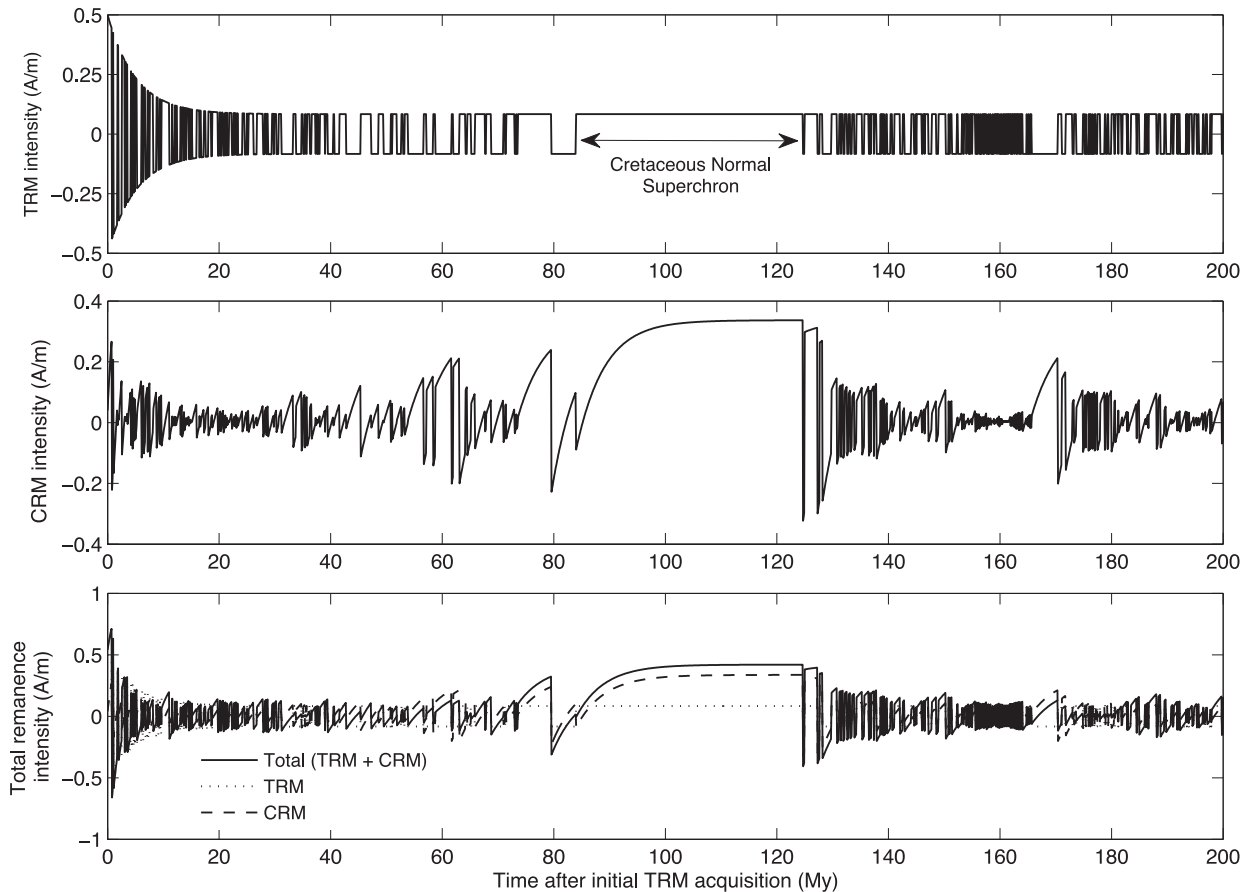 TRM intensity (A/m)
0.5
0.25
0
−0.25
−0.5
Cretaceous Normal
Superchron
0 20 40 60 80 100 120 140 160 180 200
CRM intensity (A/m)
0.4
0.2
0
−0.2
−0.4
0 20 40 60 80 100 120 140 160 180 200
Total remanence
intensity (A/m)
1
0.5
0
−0.5
−1
Total (TRM + CRM)
TRM
CRM
0 20 40 60 80 100 120 140 160 180 200
Time after initial TRM acquisition (My)